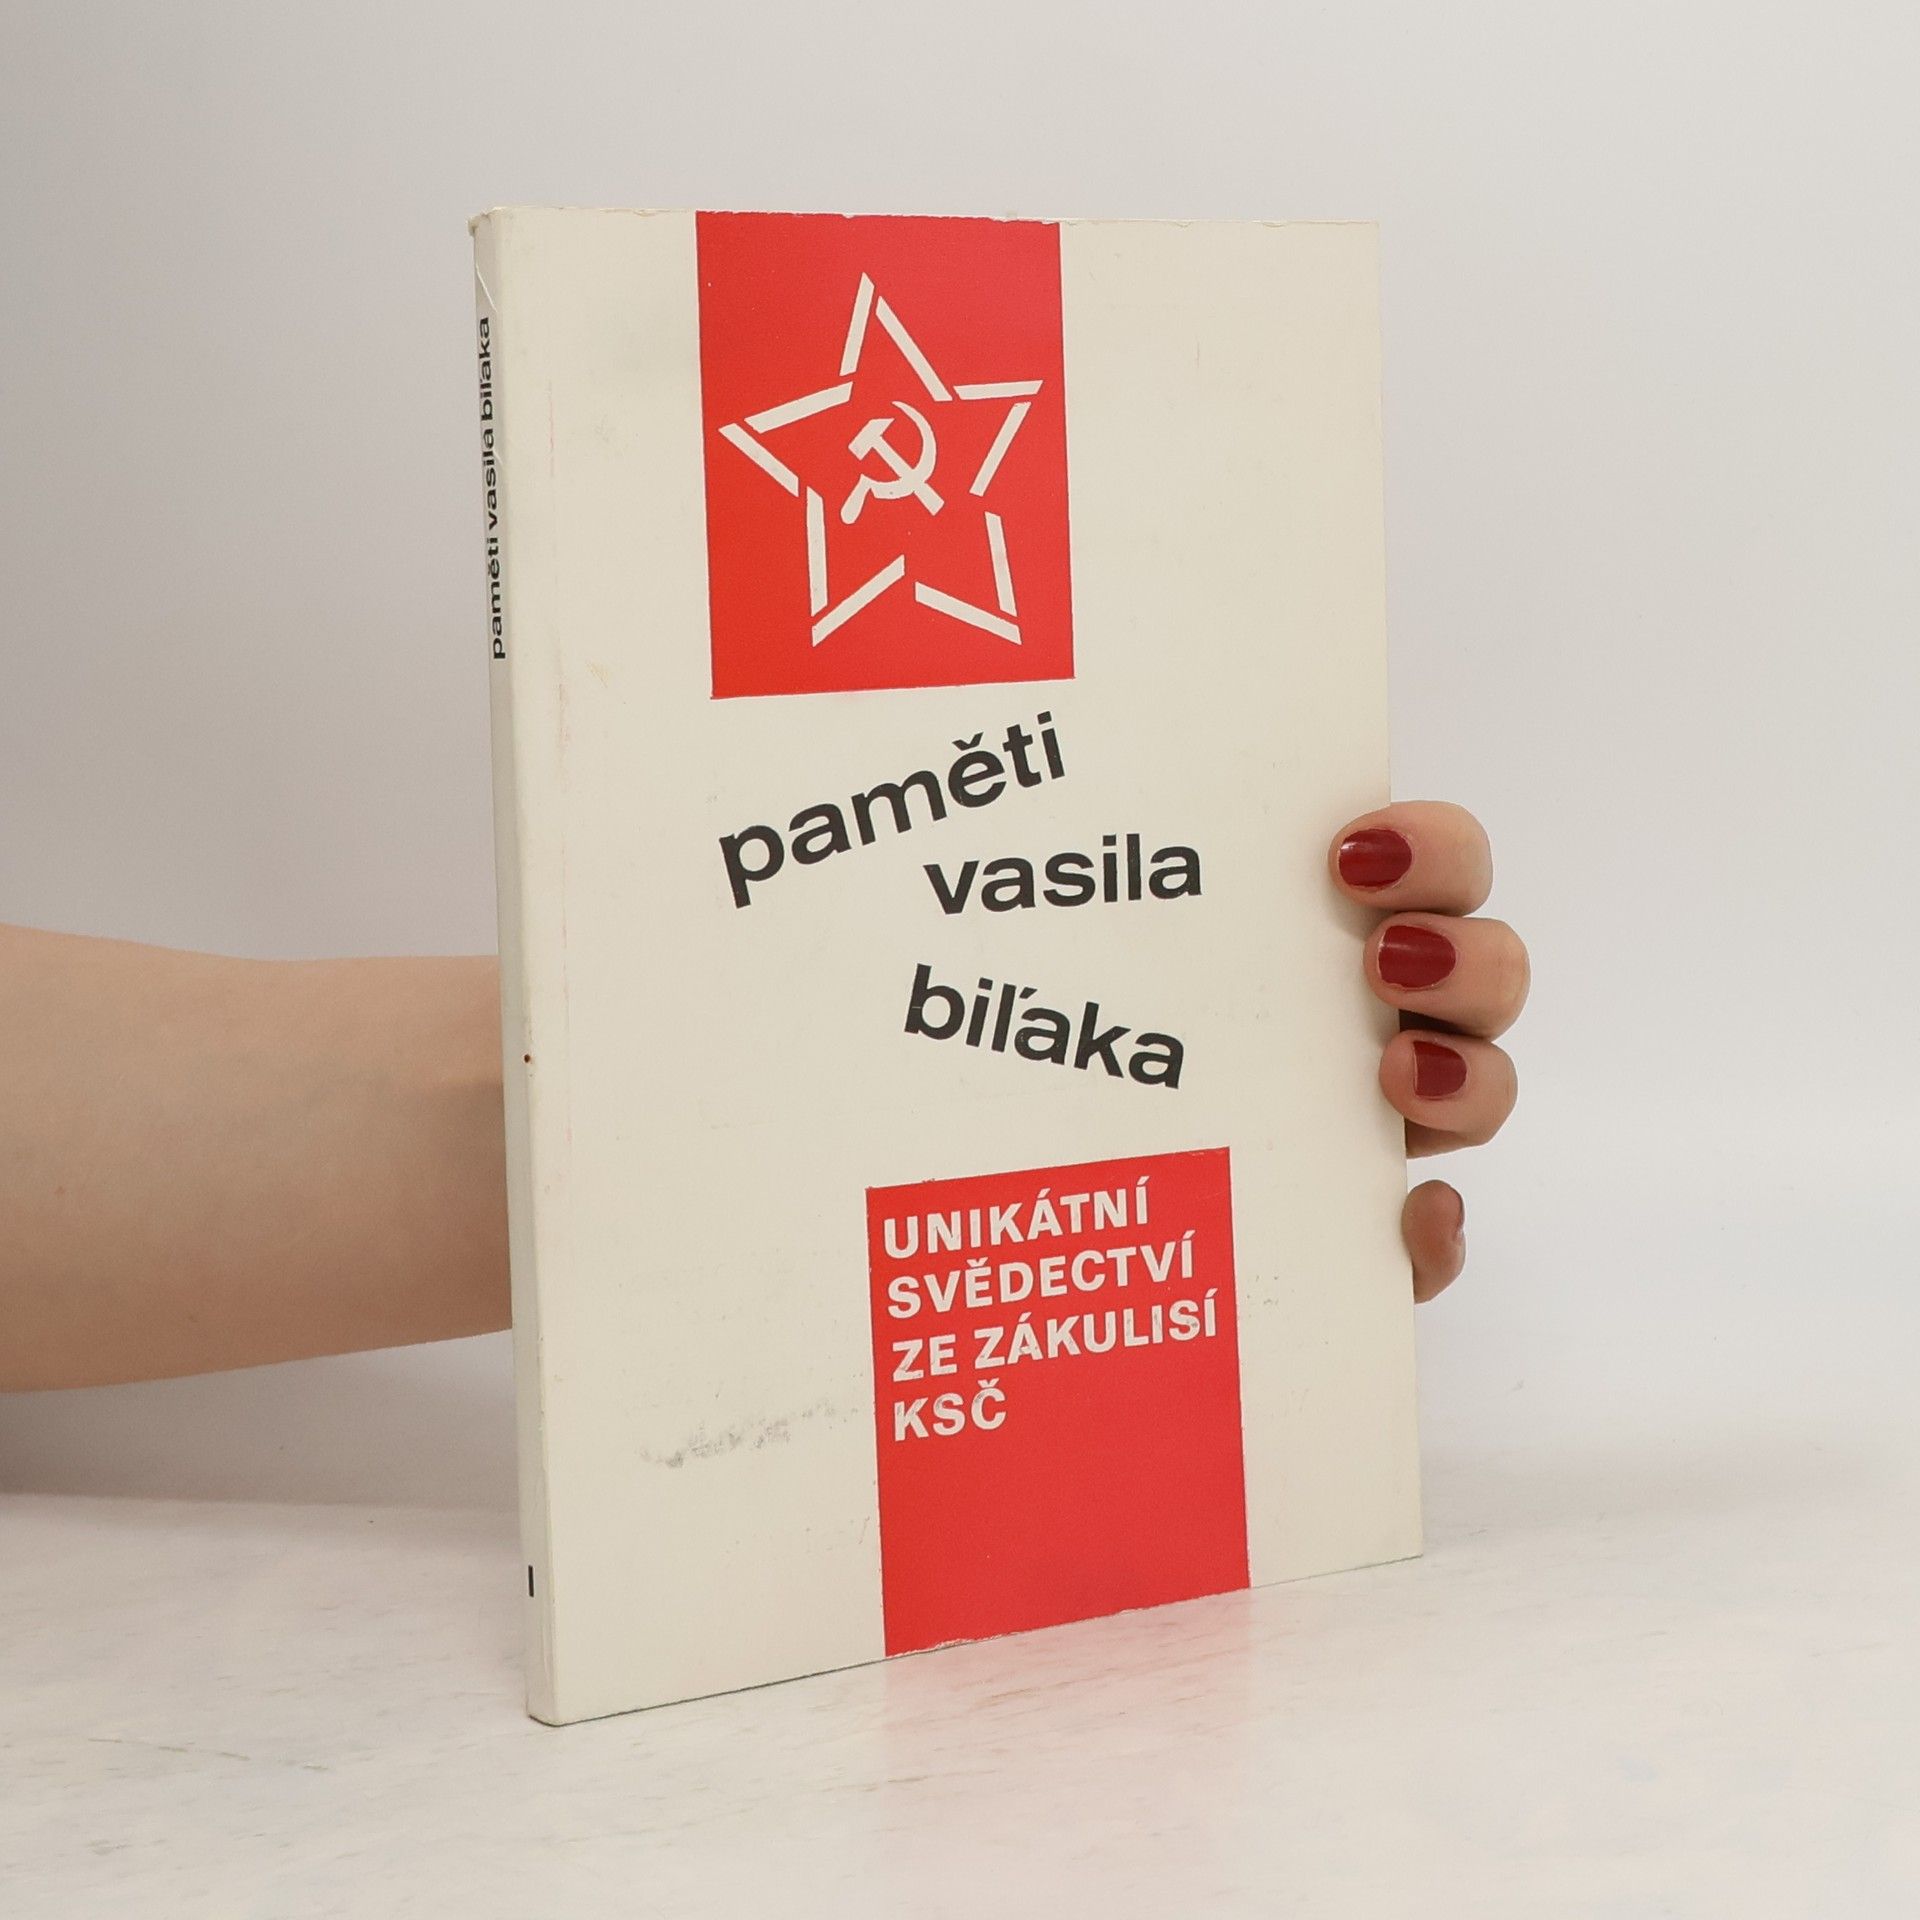 paměti vasila biľaka
I
paměti
vasila
biľaka
UNIKÁTNÍ
SVĚDECTVÍ
ZE ZÁKULISÍ
KSČ